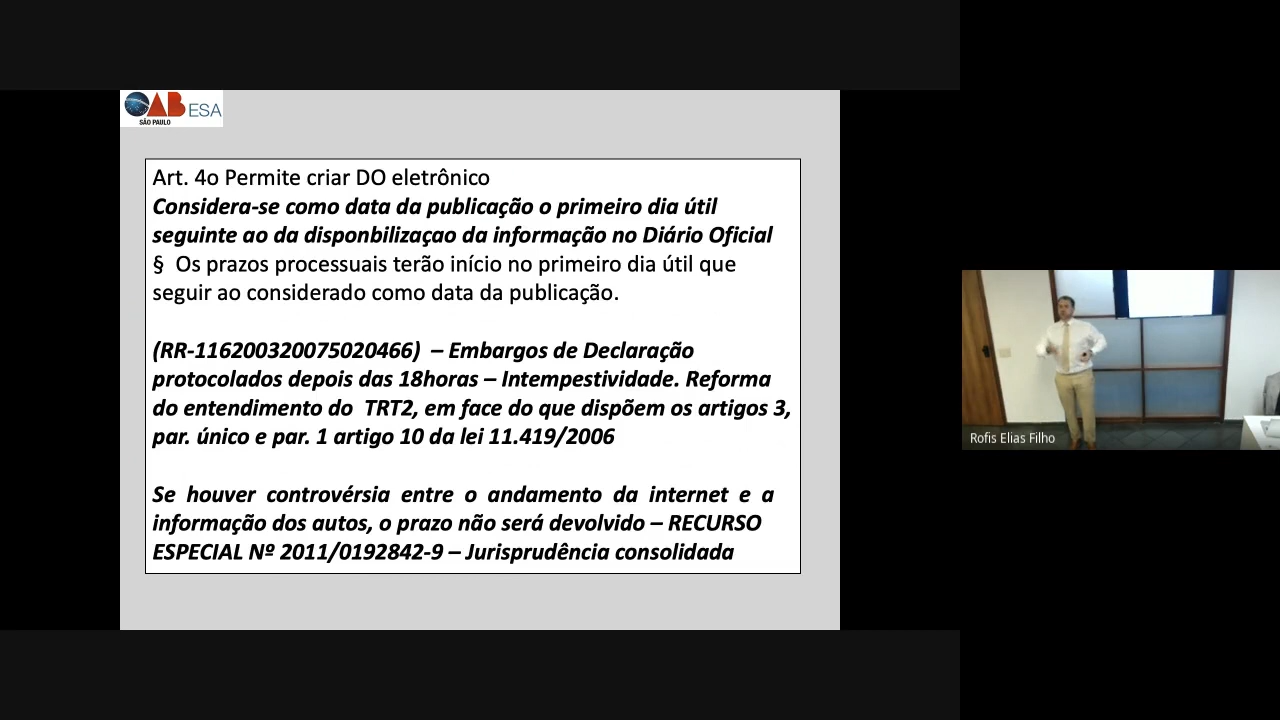 OAB ESA
SÃO PAULO
Art. 4o Permite criar DO eletrônico
Considera-se como data da publicação o primeiro dia útil
seguinte ao da disponbilizaçao da informação no Diário Oficial
§ Os prazos processuais terão início no primeiro dia útil que
seguir ao considerado como data da publicação.
(RR-116200320075020466) – Embargos de Declaração
protocolados depois das 18horas – Intempestividade. Reforma
do entendimento do TRT2, em face do que dispõem os artigos 3,
par. único e par. 1 artigo 10 da lei 11.419/2006
Se houver controvérsia entre o andamento da internet e a
informação dos autos, o prazo não será devolvido – RECURSO
ESPECIAL Nº 2011/0192842-9 – Jurisprudência consolidada
Rofis Elias Filho